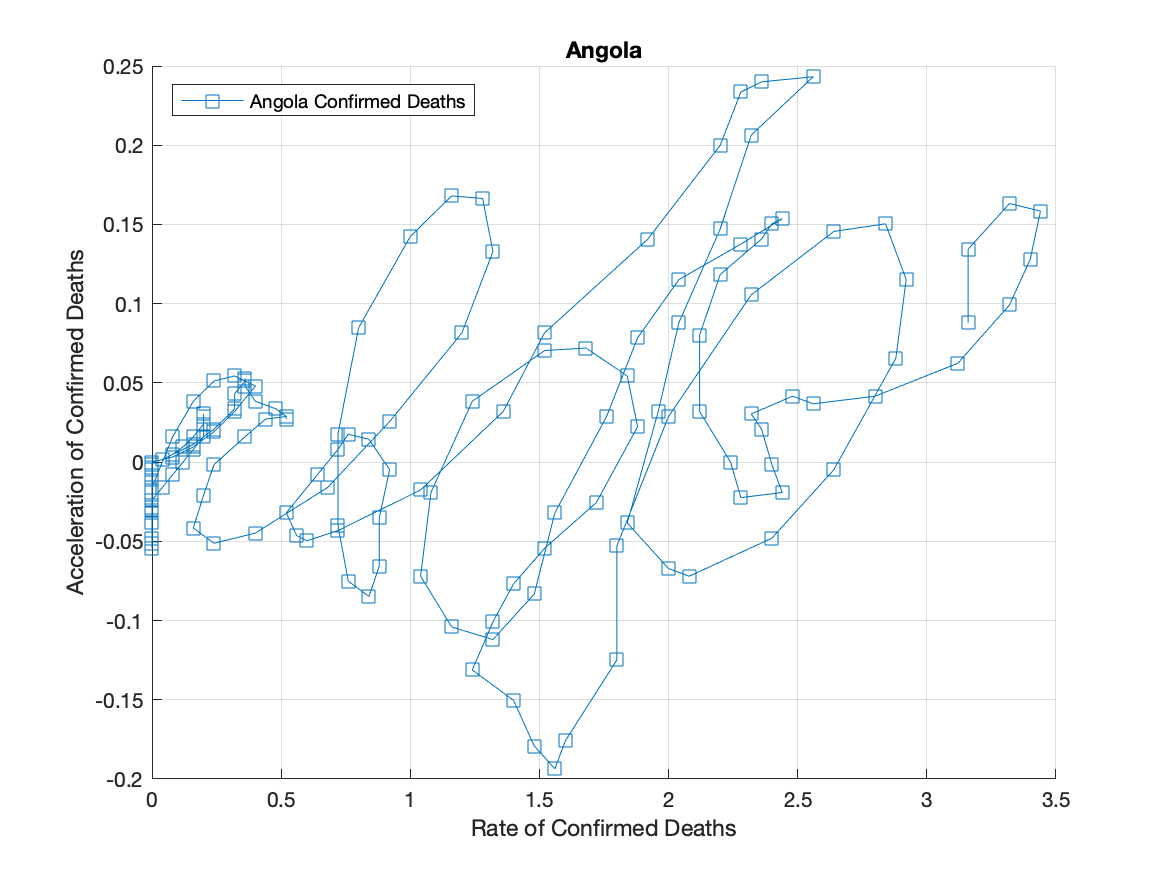 Angola
0.25
0.2
0.15
0.1
0.05
0
-0.05
-0.1
-0.15
-0.2
Acceleration of Confirmed Deaths
Angola Confirmed Deaths
0 0.5 1 1.5 2 2.5 3 3.5
Rate of Confirmed Deaths